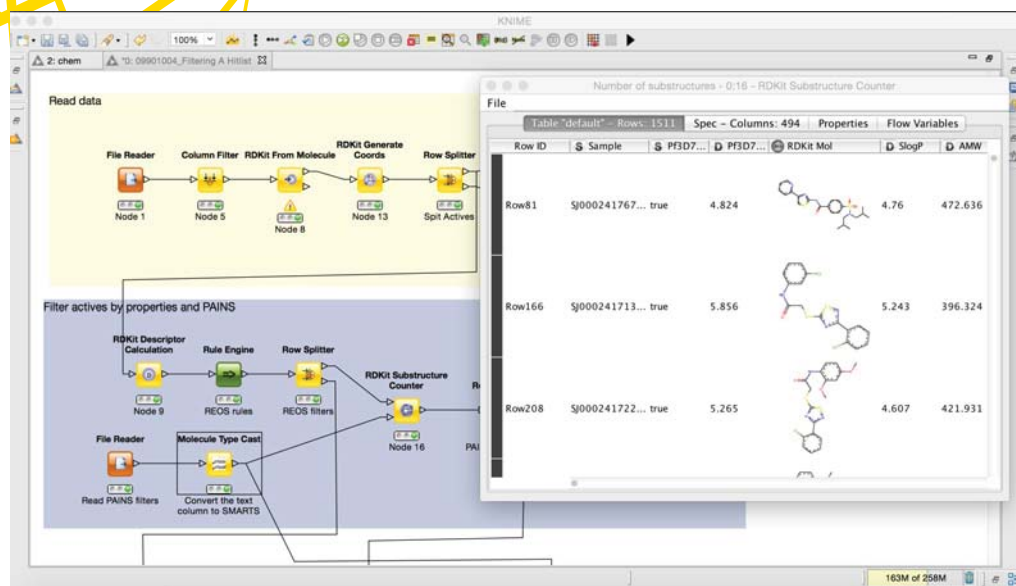 KNIME
100%
2: chem
*0: 09901004_Filtering A Hitlist
Read data
File Reader
Node 1
Column Filter
Node 5
RDKit From Molecule
Node 8
RDKit Generate
Coords
Node 13
Row Splitter
Spit Actives
Filter actives by properties and PAINS
RDKit Descriptor
Calculation
Node 9
Rule Engine
REOS rules
Row Splitter
REOS filters
RDKit Substructure
Counter
Node 16
File Reader
Read PAINS filters
Molecule Type Cast
Convert the text
column to SMARTS
Number of substructures - 0:16 - RDKit Substructure Counter
File
Table "default" - Rows: 1511 Spec - Columns: 494 Properties Flow Variables
Row ID S Sample S Pf3D7... D Pf3D7... RDKit Mol D SlogP D AMW
Row81 SJ000241767... true 4.824 4.76 472.636
Row166 SJ000241713... true 5.856 5.243 396.324
Row208 SJ000241722... true 5.265 4.607 421.931
163M of 258M